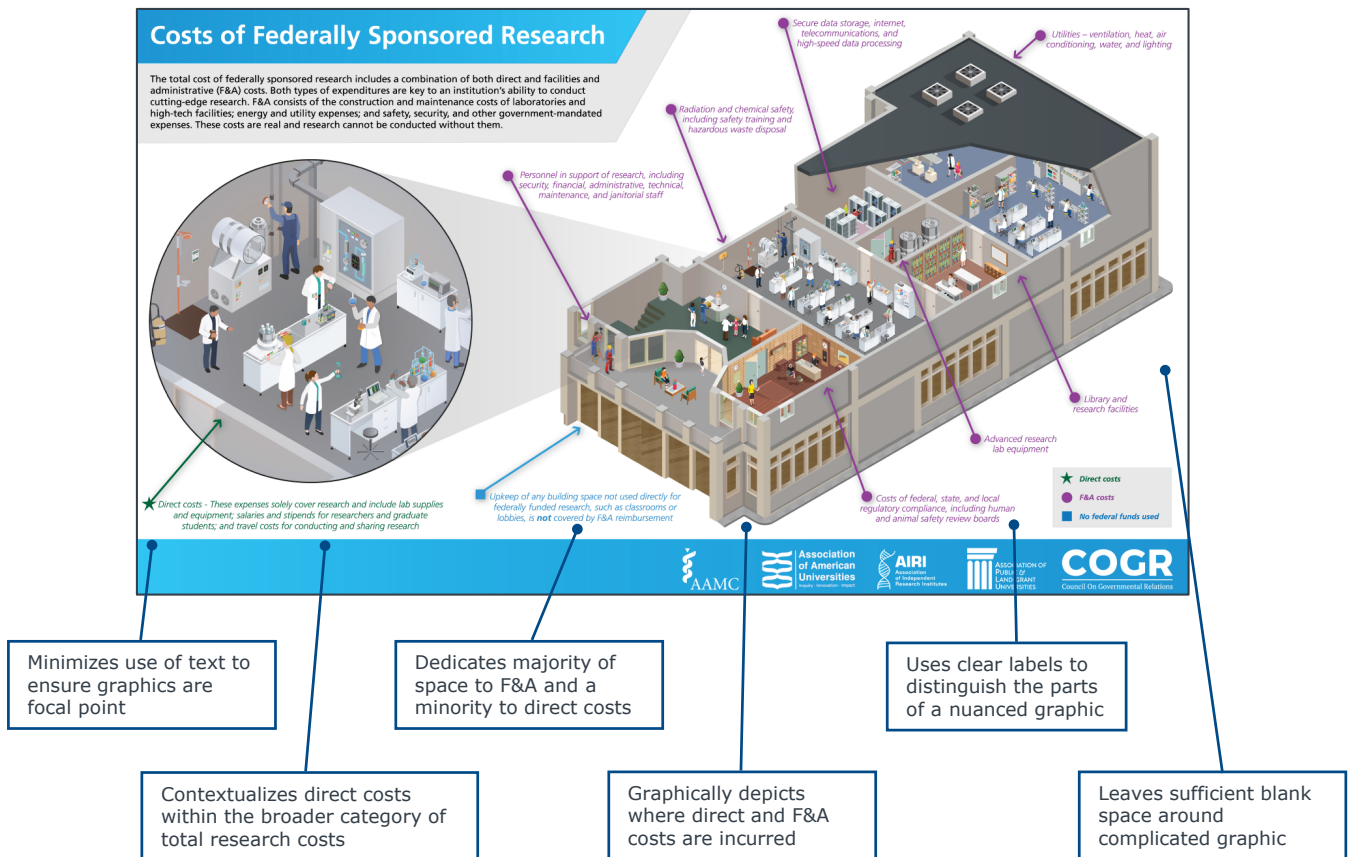 Costs of Federally Sponsored Research
The total cost of federally sponsored research includes a combination of both direct and facilities and
administrative (F&A) costs. Both types of expenditures are key to an institution's ability to conduct
cutting-edge research. F&A consists of the construction and maintenance costs of laboratories and
high-tech facilities; energy and utility expenses; and safety, security, and other government-mandated
expenses. These costs are real and research cannot be conducted without them.
Secure data storage, internet,
telecommunications, and
high-speed data processing
Utilities – ventilation, heat, air
conditioning, water, and lighting
Radiation and chemical safety,
including safety training and
hazardous waste disposal
Personnel in support of research, including
security, financial, administrative, technical,
maintenance, and janitorial staff
Library and
research facilities
Advanced research
lab equipment
Direct costs - These expenses solely cover research and include lab supplies
and equipment; salaries and stipends for researchers and graduate
students; and travel costs for conducting and sharing research
Upkeep of any building space not used directly for
federally funded research, such as classrooms or
lobbies, is not covered by F&A reimbursement
Costs of federal, state, and local
regulatory compliance, including human
and animal safety review boards
Direct costs
F&A costs
No federal funds used
AAMC
Association
of American
Universities
Inquiry · Innovation · Impact
AIRI
Association
of Independent
Research Institutes
ASSOCIATION OF
PUBLIC &
LAND-GRANT
UNIVERSITIES
COGR
Council On Governmental Relations
Minimizes use of text to
ensure graphics are
focal point
Dedicates majority of
space to F&A and a
minority to direct costs
Uses clear labels to
distinguish the parts
of a nuanced graphic
Contextualizes direct costs
within the broader category of
total research costs
Graphically depicts
where direct and F&A
costs are incurred
Leaves sufficient blank
space around
complicated graphic